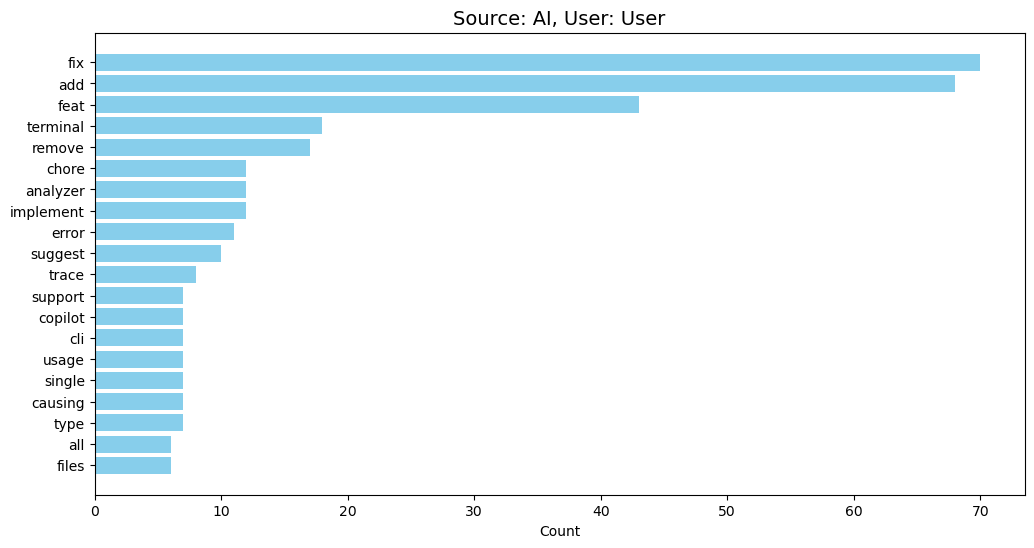 Source: AI, User: User
fix
add
feat
terminal
remove
chore
analyzer
implement
error
suggest
trace
support
copilot
cli
usage
single
causing
type
all
files
0 10 20 30 40 50 60 70
Count